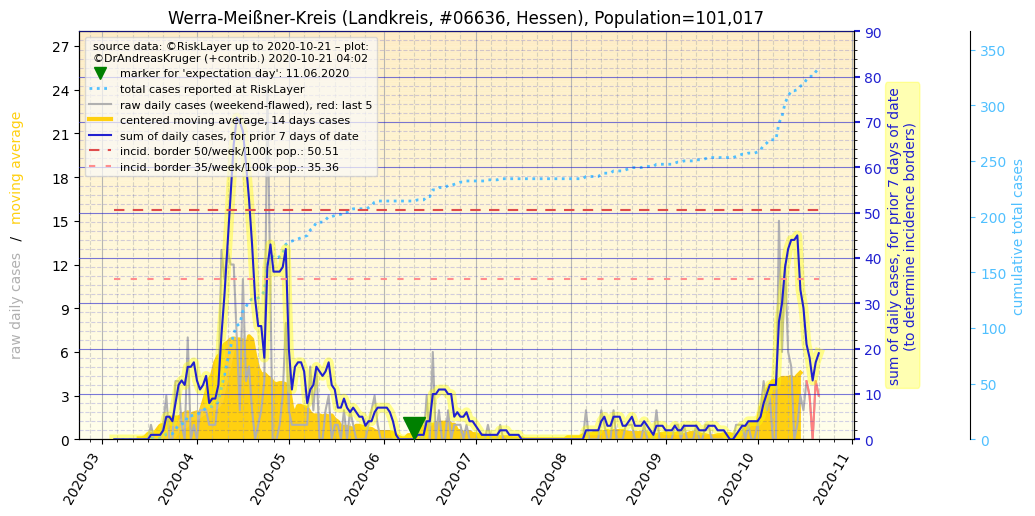 Werra-Meißner-Kreis (Landkreis, #06636, Hessen), Population=101,017
source data: ©RiskLayer up to 2020-10-21 – plot:
©DrAndreasKruger (+contrib.) 2020-10-21 04:02
marker for 'expectation day': 11.06.2020
total cases reported at RiskLayer
raw daily cases (weekend-flawed), red: last 5
centered moving average, 14 days cases
sum of daily cases, for prior 7 days of date
incid. border 50/week/100k pop.: 50.51
incid. border 35/week/100k pop.: 35.36
raw daily cases / moving average
27
24
21
18
15
12
9
6
3
0
2020-03
2020-04
2020-05
2020-06
2020-07
2020-08
2020-09
2020-10
2020-11
90
80
70
60
50
40
30
20
10
0
sum of daily cases, for prior 7 days of date
(to determine, incidence borders)
350
300
250
200
150
100
50
0
cumulative total cases